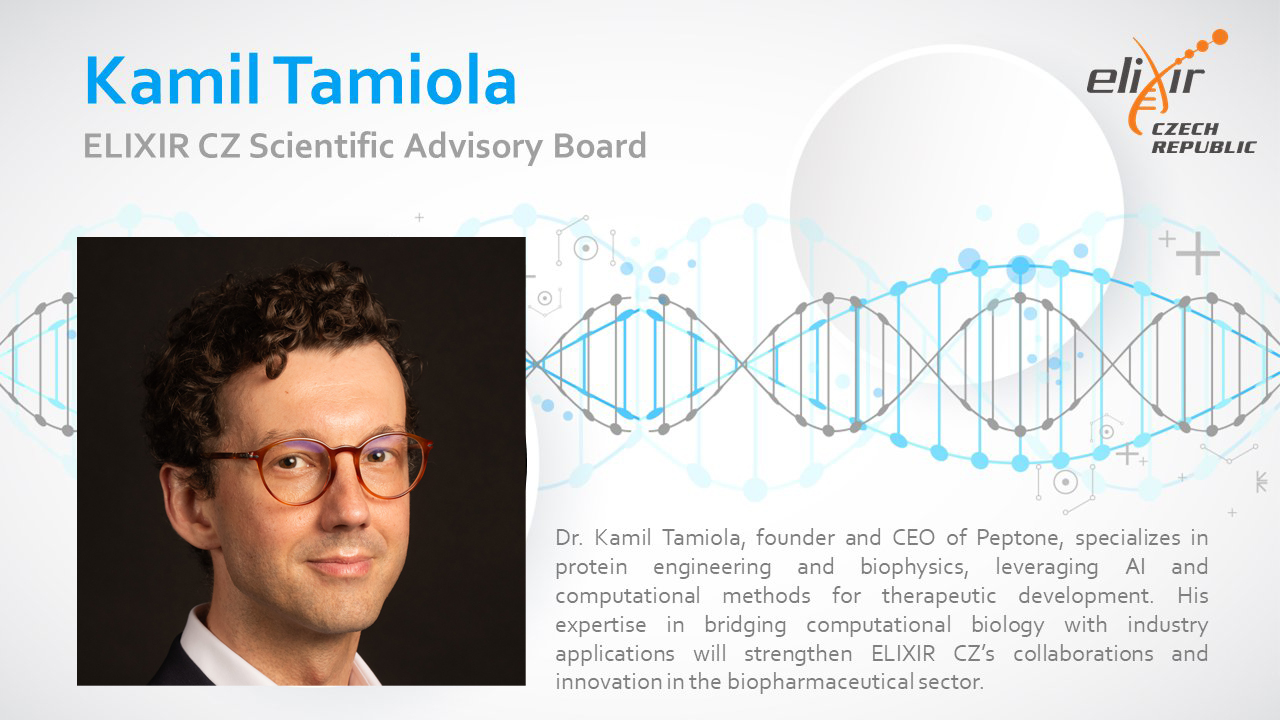 Kamil Tamiola
ELIXIR CZ Scientific Advisory Board
elixir
CZECH
REPUBLIC
Dr. Kamil Tamiola, founder and CEO of Peptone, specializes in
protein engineering and biophysics, leveraging AI and
computational methods for therapeutic development. His
expertise in bridging computational biology with industry
applications will strengthen ELIXIR CZ’s collaborations and
innovation in the biopharmaceutical sector.